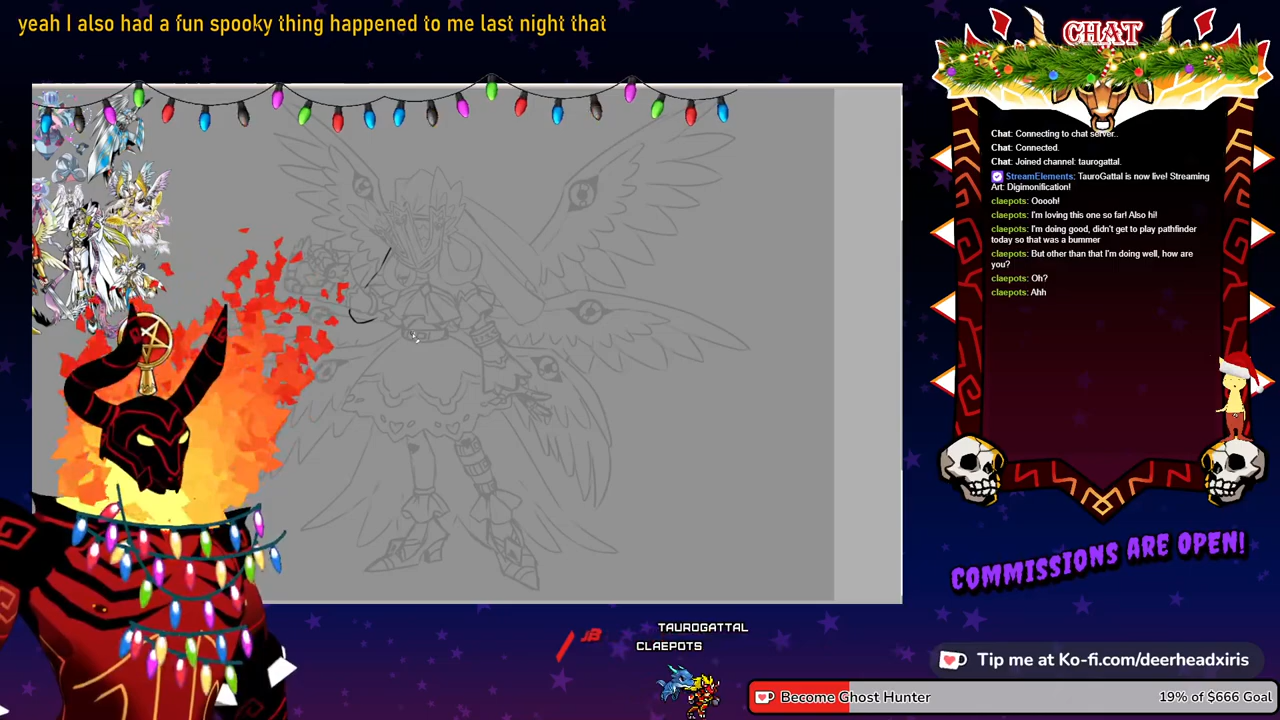 yeah I also had a fun spooky thing happened to me last night that
CHAT
Chat: Connecting to chat server..
Chat: Connected.
Chat: Joined channel: taurogattal.
StreamElements: TauroGattal is now live! Streaming
Art: Digimonification!
claepots: Ooooh!
claepots: I'm loving this one so far! Also hi!
claepots: I'm doing good, didn't get to play pathfinder
today so that was a bummer
claepots: But other than that I'm doing well, how are
you?
claepots: Oh?
claepots: Ahh
COMMISSIONS ARE OPEN!
TAUROGATTAL
CLAEPOTS
Tip me at Ko-fi.com/deerheadxiris
Become Ghost Hunter
19% of $666 Goal